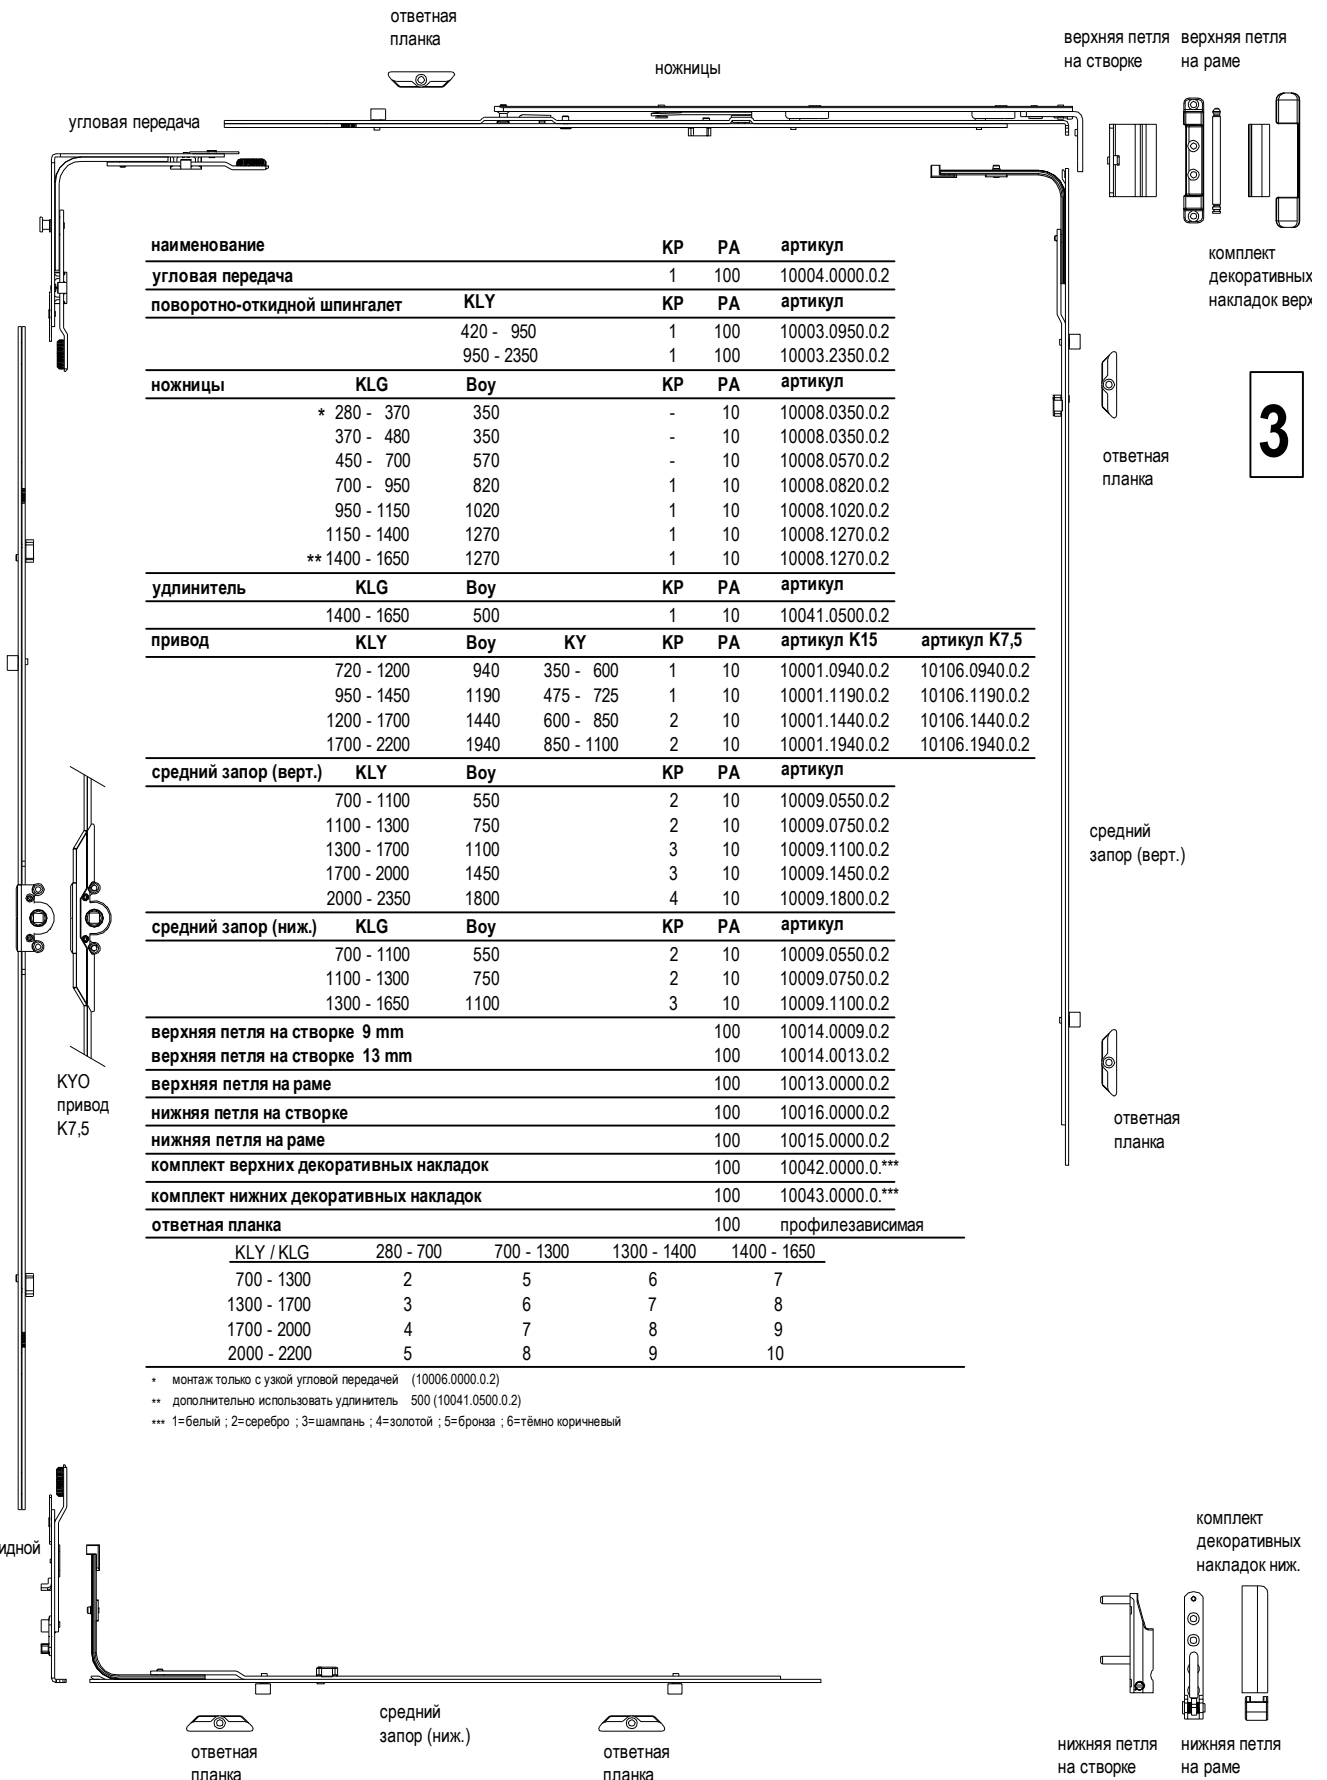 ответная
планка
ножницы
верхняя петля
на створке
верхняя петля
на раме
угловая передача
комплект
декоративных
накладок верх
наименование KP PA артикул
угловая передача 1 100 10004.0000.0.2
поворотно-откидной шпингалет KLY KP PA артикул
420 - 950 1 100 10003.0950.0.2
950 - 2350 1 100 10003.2350.0.2
ножницы KLG Boy KP PA артикул
* 280 - 370 350 - 10 10008.0350.0.2
370 - 480 350 - 10 10008.0350.0.2
450 - 700 570 - 10 10008.0570.0.2
700 - 950 820 1 10 10008.0820.0.2
950 - 1150 1020 1 10 10008.1020.0.2
1150 - 1400 1270 1 10 10008.1270.0.2
** 1400 - 1650 1270 1 10 10008.1270.0.2
удлинитель KLG Boy KP PA артикул
1400 - 1650 500 1 10 10041.0500.0.2
привод KLY Boy KY KP PA артикул K15 артикул K7,5
720 - 1200 940 350 - 600 1 10 10001.0940.0.2 10106.0940.0.2
950 - 1450 1190 475 - 725 1 10 10001.1190.0.2 10106.1190.0.2
1200 - 1700 1440 600 - 850 2 10 10001.1440.0.2 10106.1440.0.2
1700 - 2200 1940 850 - 1100 2 10 10001.1940.0.2 10106.1940.0.2
средний запор (верт.) KLY Boy KP PA артикул
700 - 1100 550 2 10 10009.0550.0.2
1100 - 1300 750 2 10 10009.0750.0.2
1300 - 1700 1100 3 10 10009.1100.0.2
1700 - 2000 1450 3 10 10009.1450.0.2
2000 - 2350 1800 4 10 10009.1800.0.2
средний запор (ниж.) KLG Boy KP PA артикул
700 - 1100 550 2 10 10009.0550.0.2
1100 - 1300 750 2 10 10009.0750.0.2
1300 - 1650 1100 3 10 10009.1100.0.2
верхняя петля на створке 9 mm 100 10014.0009.0.2
верхняя петля на створке 13 mm 100 10014.0013.0.2
верхняя петля на раме 100 10013.0000.0.2
нижняя петля на створке 100 10016.0000.0.2
нижняя петля на раме 100 10015.0000.0.2
комплект верхних декоративных накладок 100 10042.0000.0.***
комплект нижних декоративных накладок 100 10043.0000.0.***
ответная планка 100 профилезависимая
KLY / KLG 280 - 700 700 - 1300 1300 - 1400 1400 - 1650
700 - 1300 2 5 6 7
1300 - 1700 3 6 7 8
1700 - 2000 4 7 8 9
2000 - 2200 5 8 9 10
* монтаж только с узкой угловой передачей (10006.0000.0.2)
** дополнительно использовать удлинитель 500 (10041.0500.0.2)
*** 1=белый ; 2=серебро ; 3=шампань ; 4=золотой ; 5=бронза ; 6=тёмно коричневый
3
ответная
планка
средний
запор (верт.)
KYO
привод
K7,5
ответная
планка
идной
комплект
декоративных
накладок ниж.
средний
запор (ниж.)
ответная
планка
ответная
планка
нижняя петля
на створке
нижняя петля
на раме